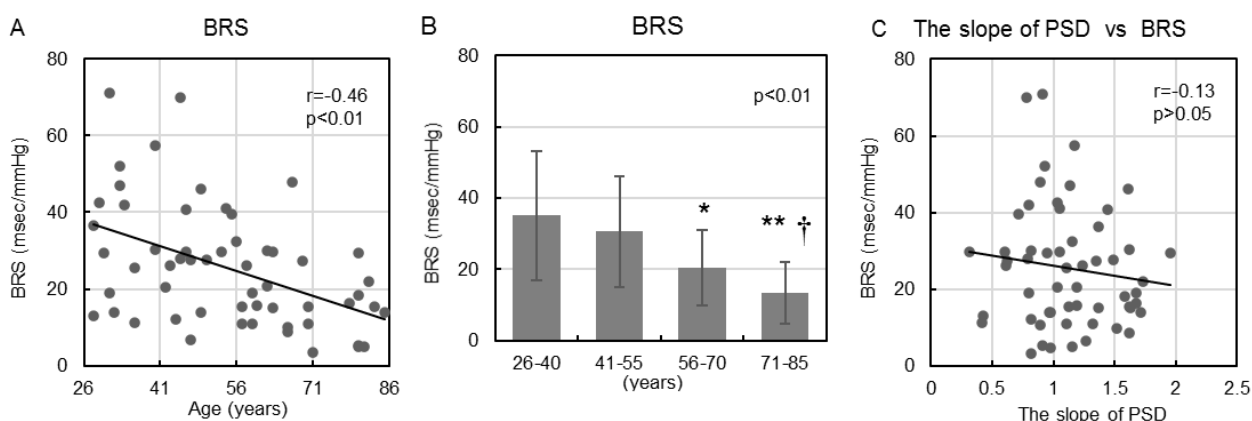 A
BRS
80
60
40
20
0
BRS (msec/mmHg)
r=-0.46
p<0.01
26 41 56 71 86
Age (years)
B
BRS
80
60
40
20
0
BRS (msec/mmHg)
p<0.01
*
** †
26-40 41-55 56-70 71-85
(years)
C The slope of PSD vs BRS
80
60
40
20
0
BRS (msec/mmHg)
r=-0.13
p>0.05
0 0.5 1 1.5 2 2.5
The slope of PSD